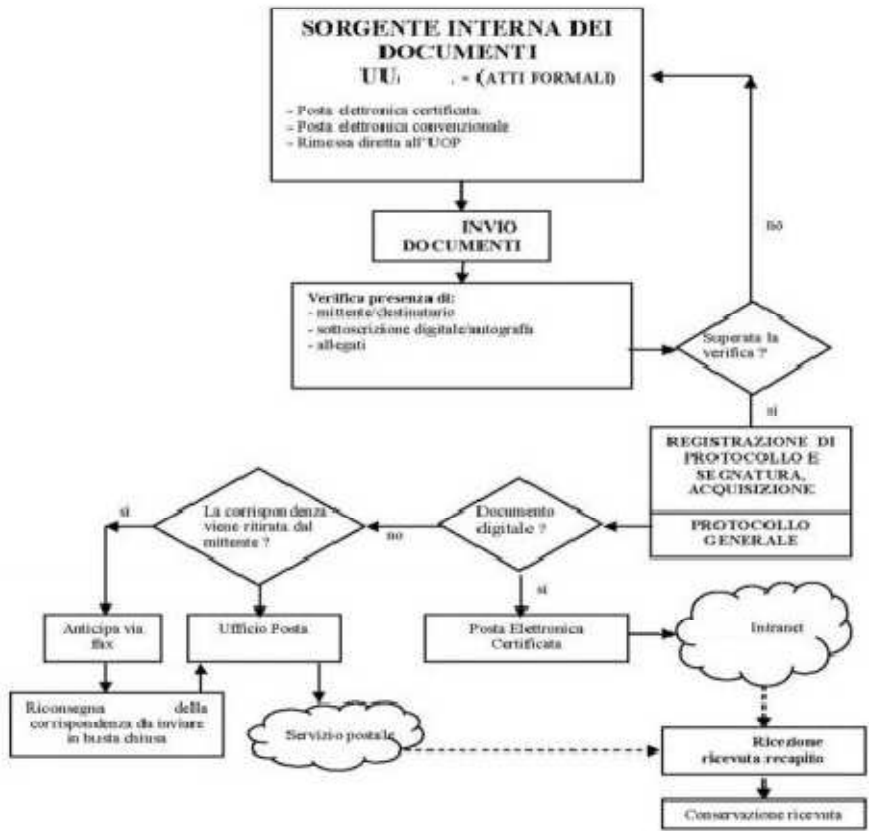 SORGENTE INTERNA DEI
DOCUMENTI
UU. = (ATTI FORMALI)
- Posta elettronica certificata
- Posta elettronica convenzionale
- Rimessa diretta all'UOP
INVIO
DOCUMENTI
no
Verifica presenza di:
- mittente/destinatario
- sottoscrizione digitale/autografa
- allegati
Superata la
verifica ?
si
REGISTRAZIONE DI
PROTOCOLLO E
SEGNATURA,
ACQUISIZIONE
PROTOCOLLO
GENERALE
Documento
digitale ?
no
La corrispondenza
viene ritirata dal
mittente ?
si
si
Anticipa via
fax
Ufficio Posta
Posta Elettronica
Certificata
Intranet
Riconsegna della
corrispondenza da inviare
in busta chiusa
Servizio postale
Ricezione
ricevuta recapito
Conservazione ricevuta